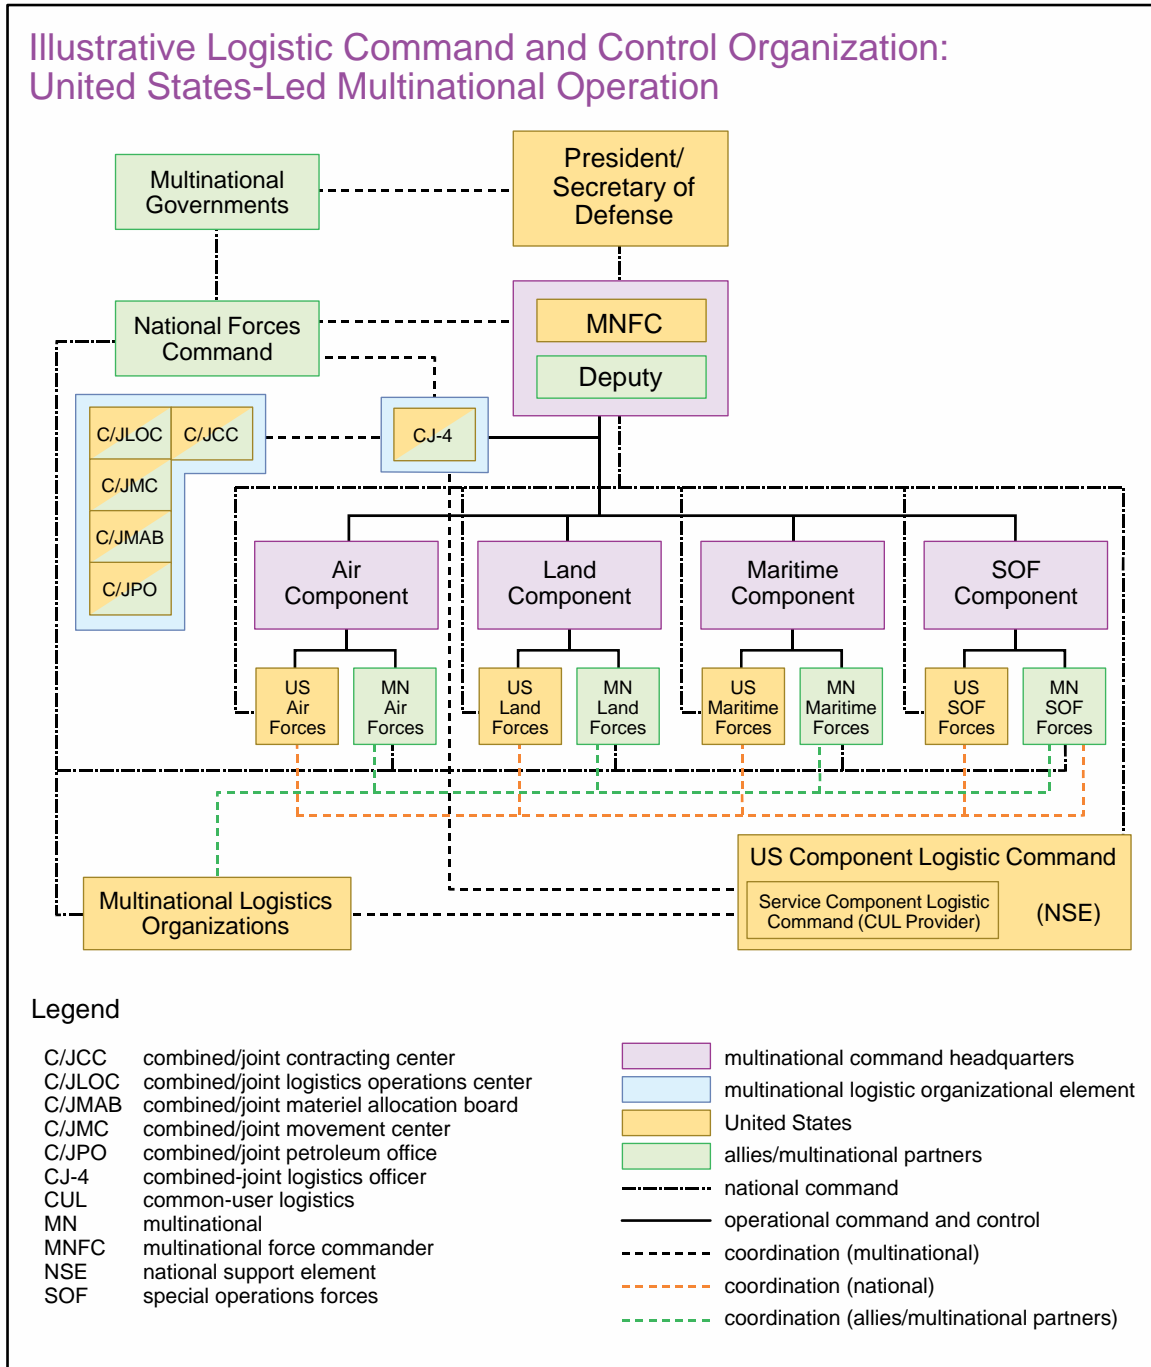 Illustrative Logistic Command and Control Organization:
United States-Led Multinational Operation
President/
Secretary of
Defense
Multinational
Governments
MNFC
Deputy
National Forces
Command
C/JLOC
C/JCC
CJ-4
C/JMC
C/JMAB
C/JPO
Air
Component
Land
Component
Maritime
Component
SOF
Component
US
Air
Forces
MN
Air
Forces
US
Land
Forces
MN
Land
Forces
US
Maritime
Forces
MN
Maritime
Forces
US
SOF
Forces
MN
SOF
Forces
US Component Logistic Command
Service Component Logistic
Command (CUL Provider)
(NSE)
Multinational Logistics
Organizations
Legend
C/JCC combined/joint contracting center
C/JLOC combined/joint logistics operations center
C/JMAB combined/joint materiel allocation board
C/JMC combined/joint movement center
C/JPO combined/joint petroleum office
CJ-4 combined-joint logistics officer
CUL common-user logistics
MN multinational
MNFC multinational force commander
NSE national support element
SOF special operations forces
multinational command headquarters
multinational logistic organizational element
United States
allies/multinational partners
national command
operational command and control
coordination (multinational)
coordination (national)
coordination (allies/multinational partners)